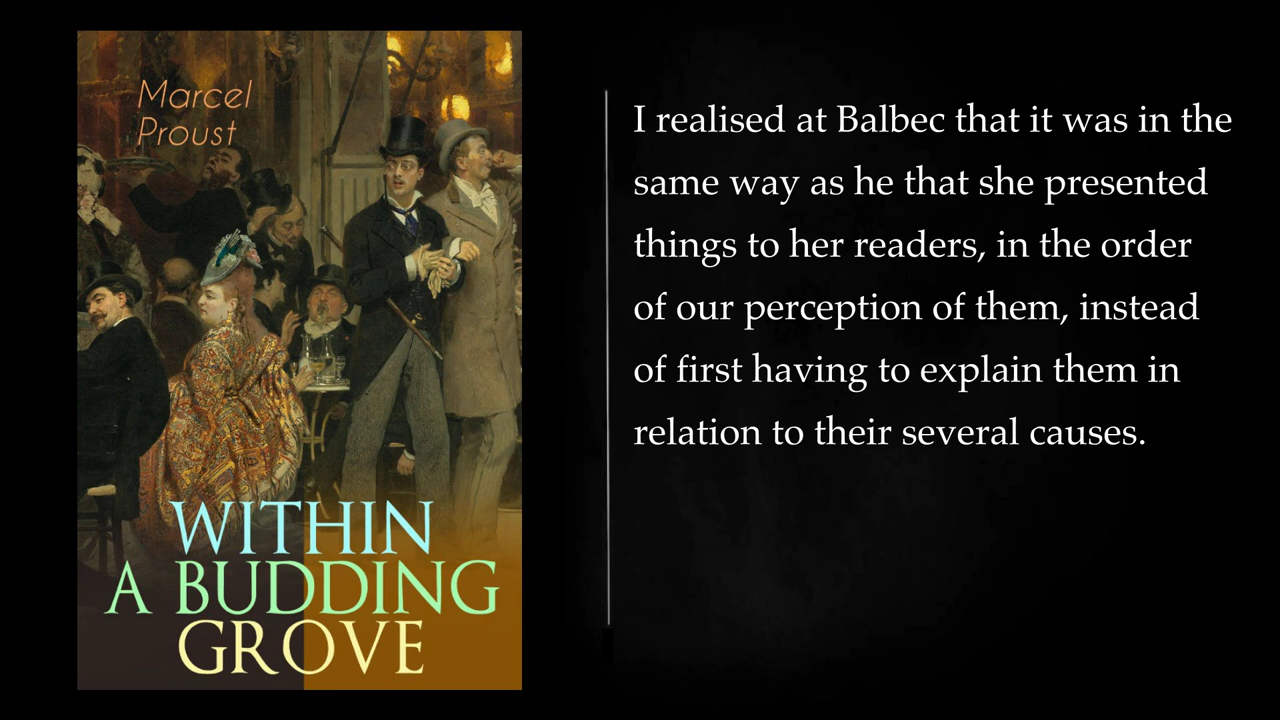 Marcel
Proust
WITHIN
A BUDDING
GROVE
I realised at Balbec that it was in the
same way as he that she presented
things to her readers, in the order
of our perception of them, instead
of first having to explain them in
relation to their several causes.